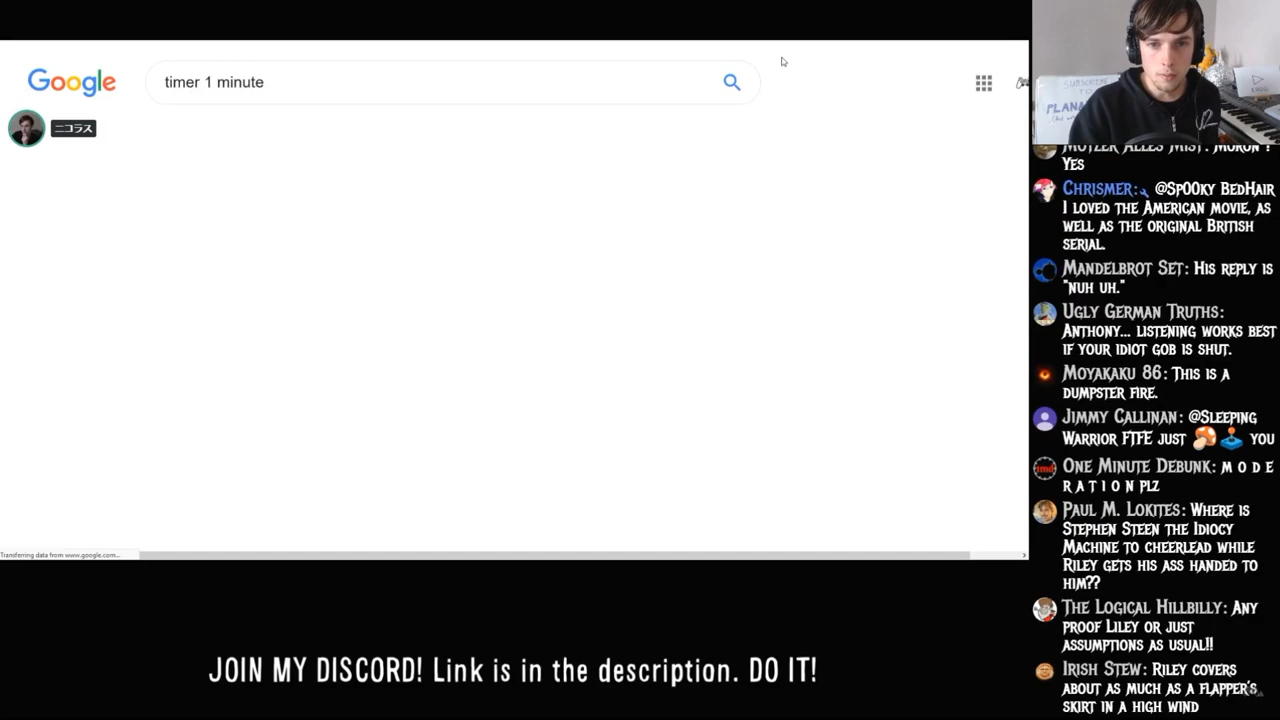 Google
timer 1 minute
ニコラス
SUBSCRIBE
TO
PLANA
MOTZER ALLES MIST: MORON ?
YES
CHRISMER: @SPOOKY BEDHAIR
I LOVED THE AMERICAN MOVIE, AS
WELL AS THE ORIGINAL BRITISH
SERIAL.
MANDELBROT SET: HIS REPLY IS
"NUH UH."
UGLY GERMAN TRUTHS:
ANTHONY... LISTENING WORKS BEST
IF YOUR IDIOT GOB IS SHUT.
MOYAKAKU 86: THIS IS A
DUMPSTER FIRE.
JIMMY CALLINAN: @SLEEPING
WARRIOR FTFE JUST 🍄🕹️ YOU
ONE MINUTE DEBUNK: M O D E
R A T I O N PLZ
PAUL M. LOKITES: WHERE IS
STEPHEN STEEN THE IDIOCY
MACHINE TO CHEERLEAD WHILE
RILEY GETS HIS ASS HANDED TO
HIM??
THE LOGICAL HILLBILLY: ANY
PROOF LILEY OR JUST
ASSUMPTIONS AS USUAL!!
IRISH STEW: RILEY COVERS
ABOUT AS MUCH AS A FLAPPER'S
SKIRT IN A HIGH WIND
Transferring data from www.google.com...
JOIN MY DISCORD! Link is in the description. DO IT!